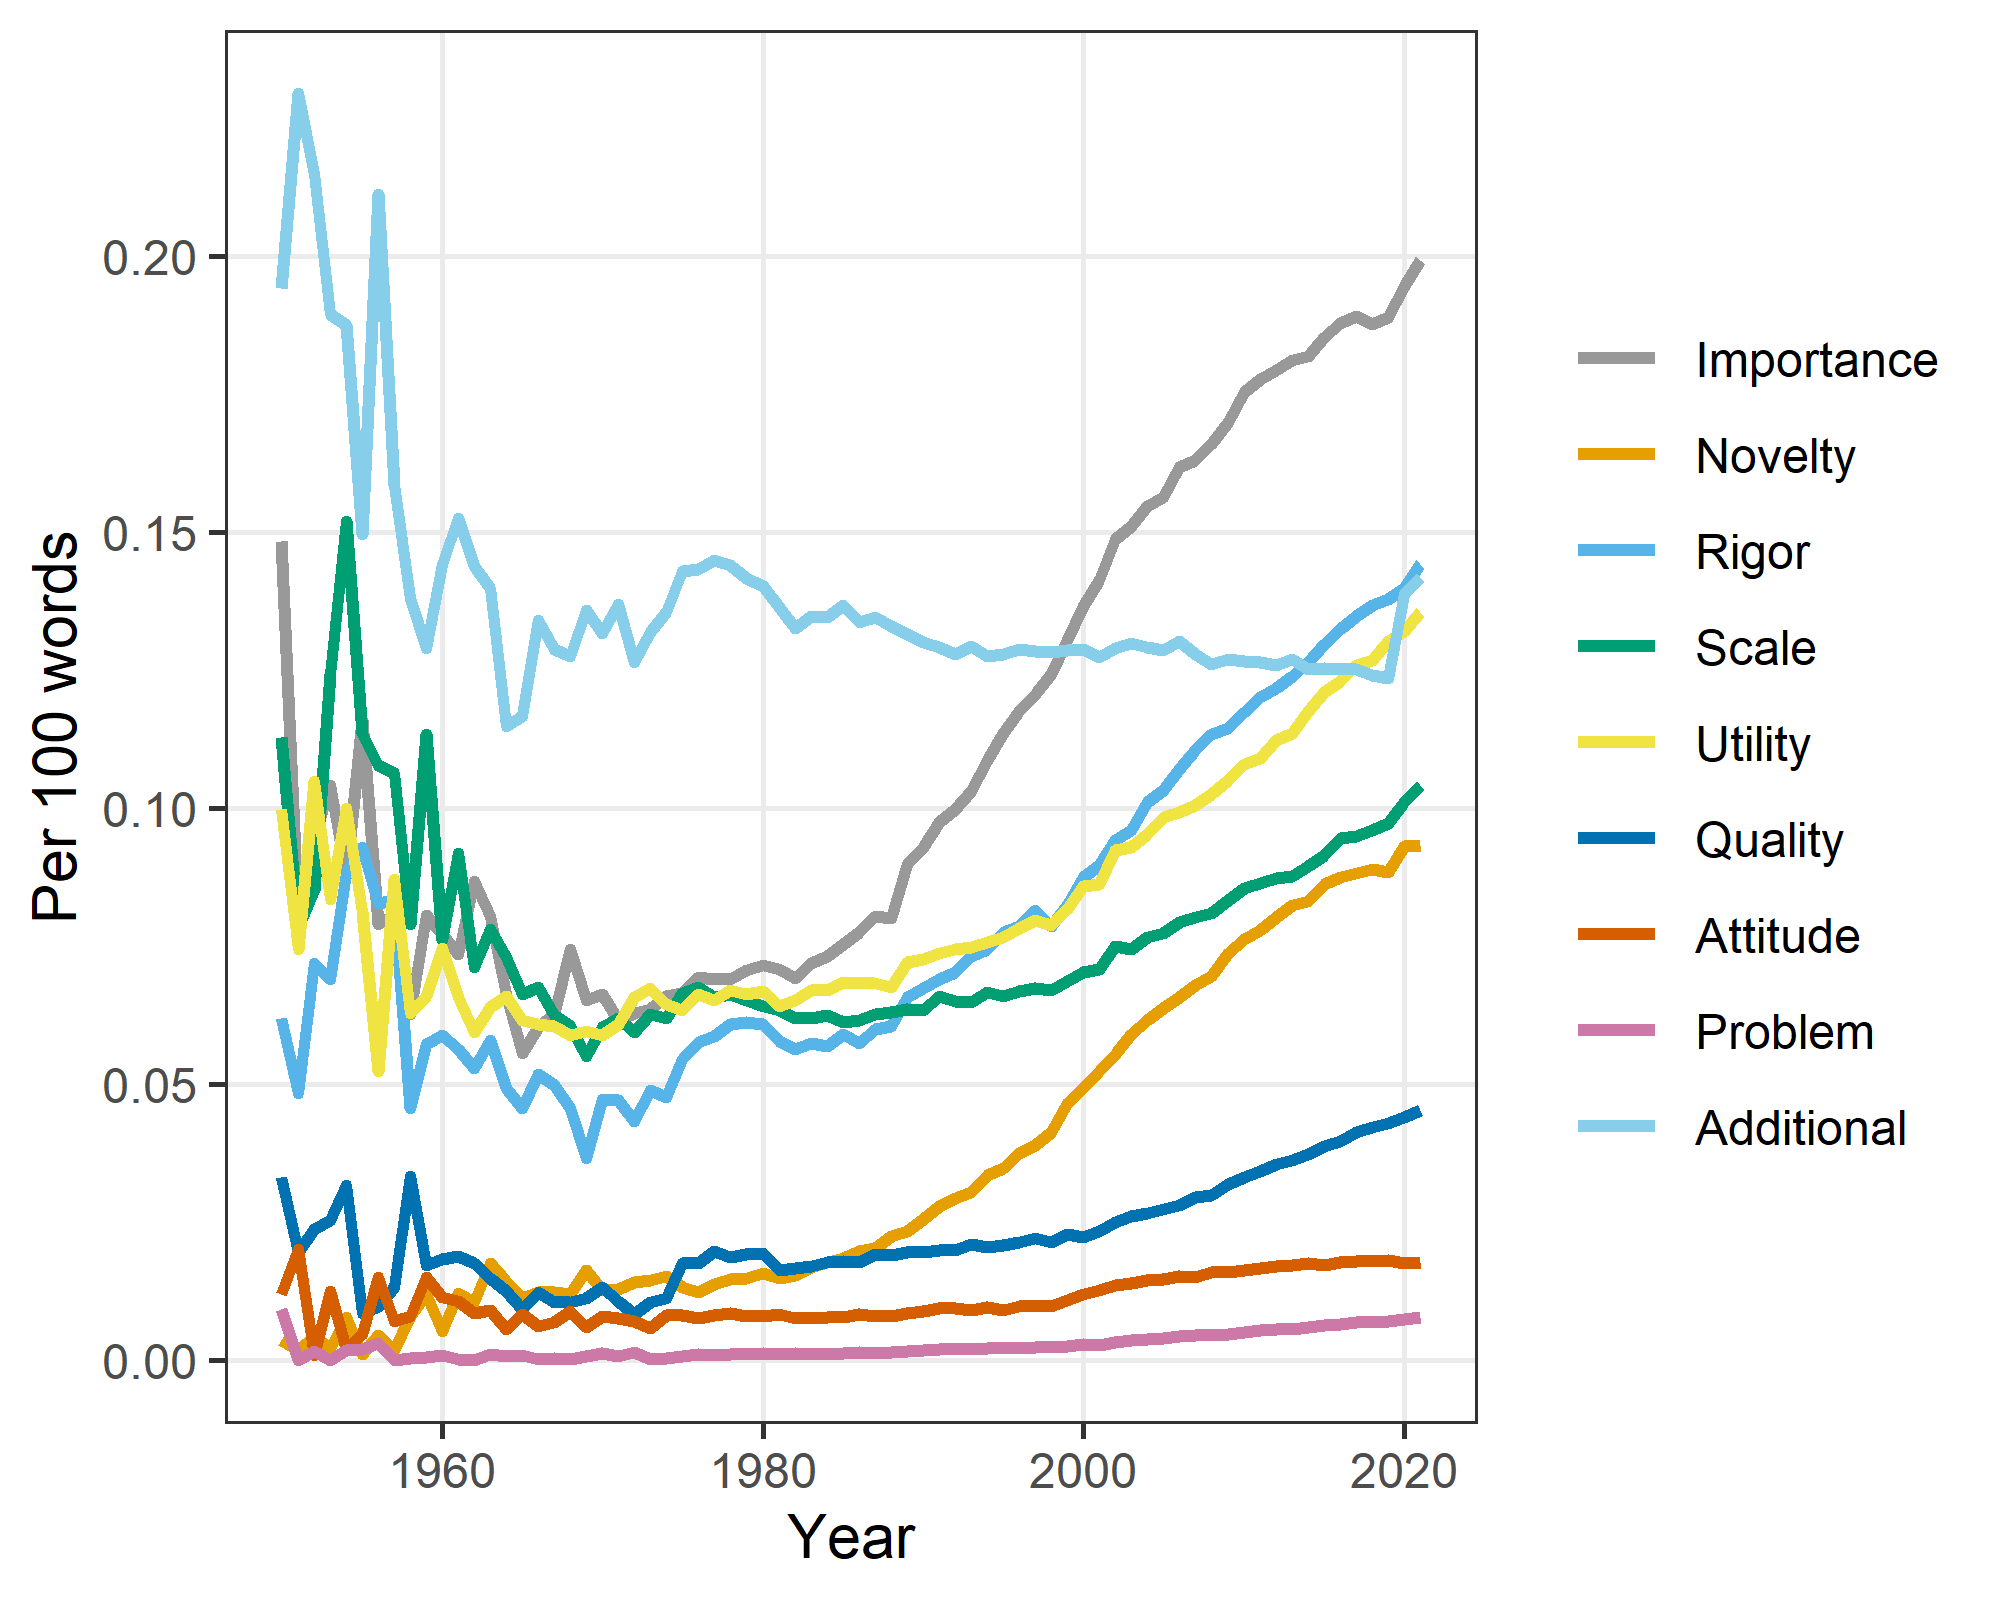 0.20
0.15
0.10
0.05
0.00
Per 100 words
1960
1980
2000
2020
Year
Importance
Novelty
Rigor
Scale
Utility
Quality
Attitude
Problem
Additional